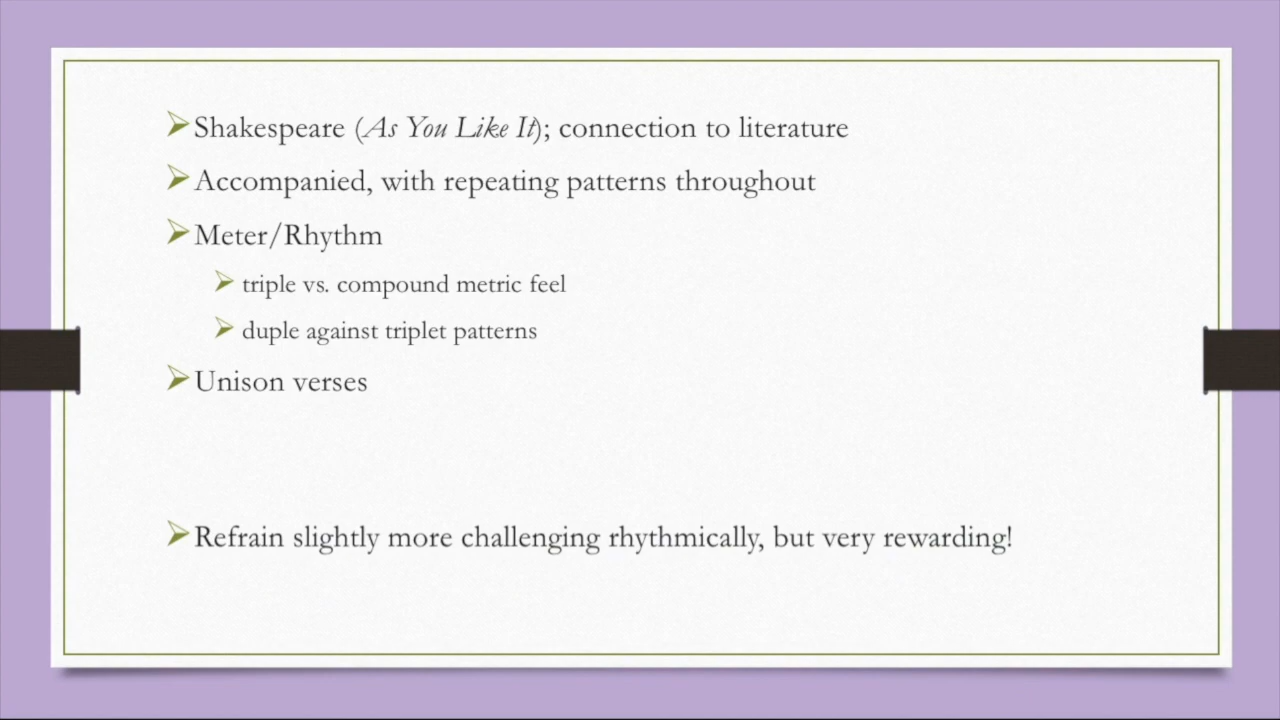 Shakespeare (As You Like It); connection to literature
Accompanied, with repeating patterns throughout
Meter/Rhythm
triple vs. compound metric feel
duple against triplet patterns
Unison verses
Refrain slightly more challenging rhythmically, but very rewarding!